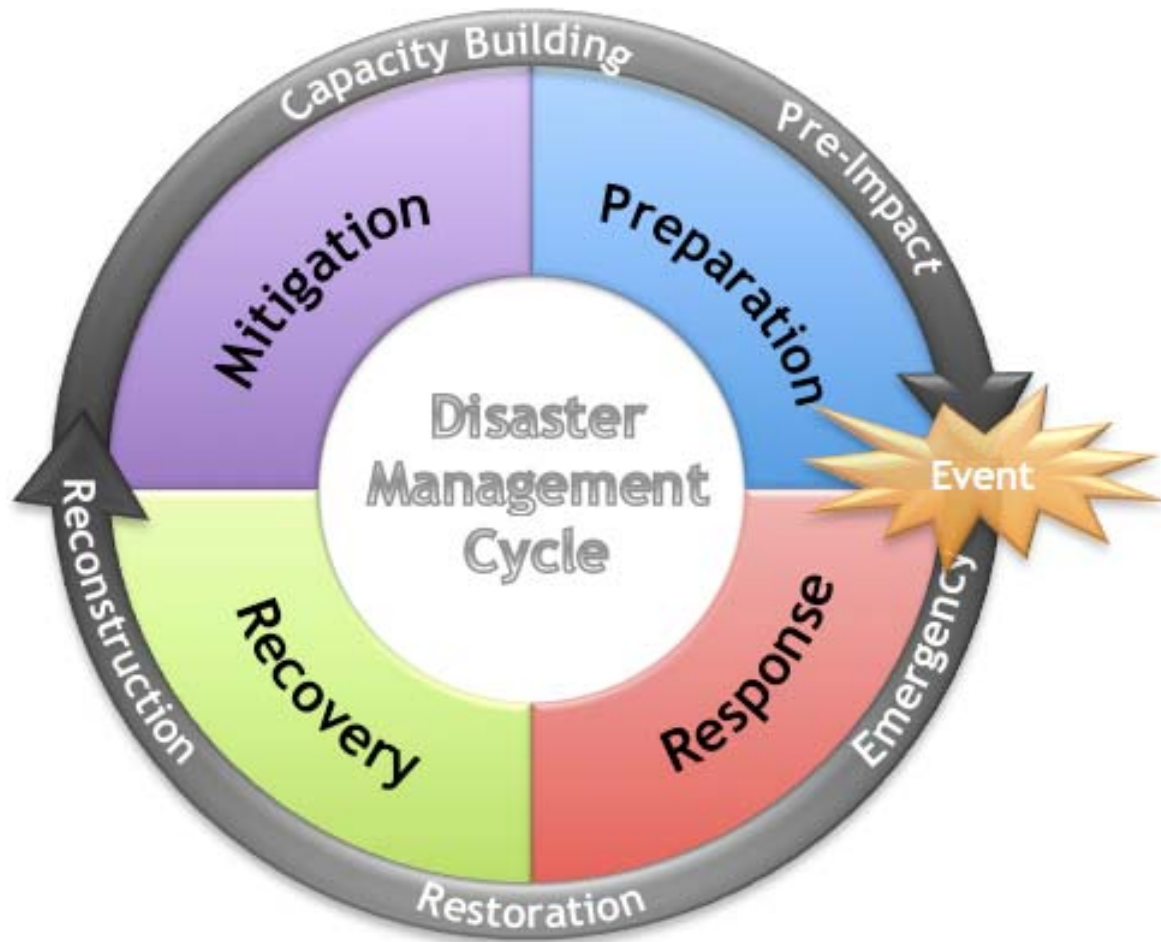 Capacity Building
Pre-Impact
Mitigation
Preparation
Disaster
Management
Cycle
Event
Reconstruction
Recovery
Response
Emergency
Restoration